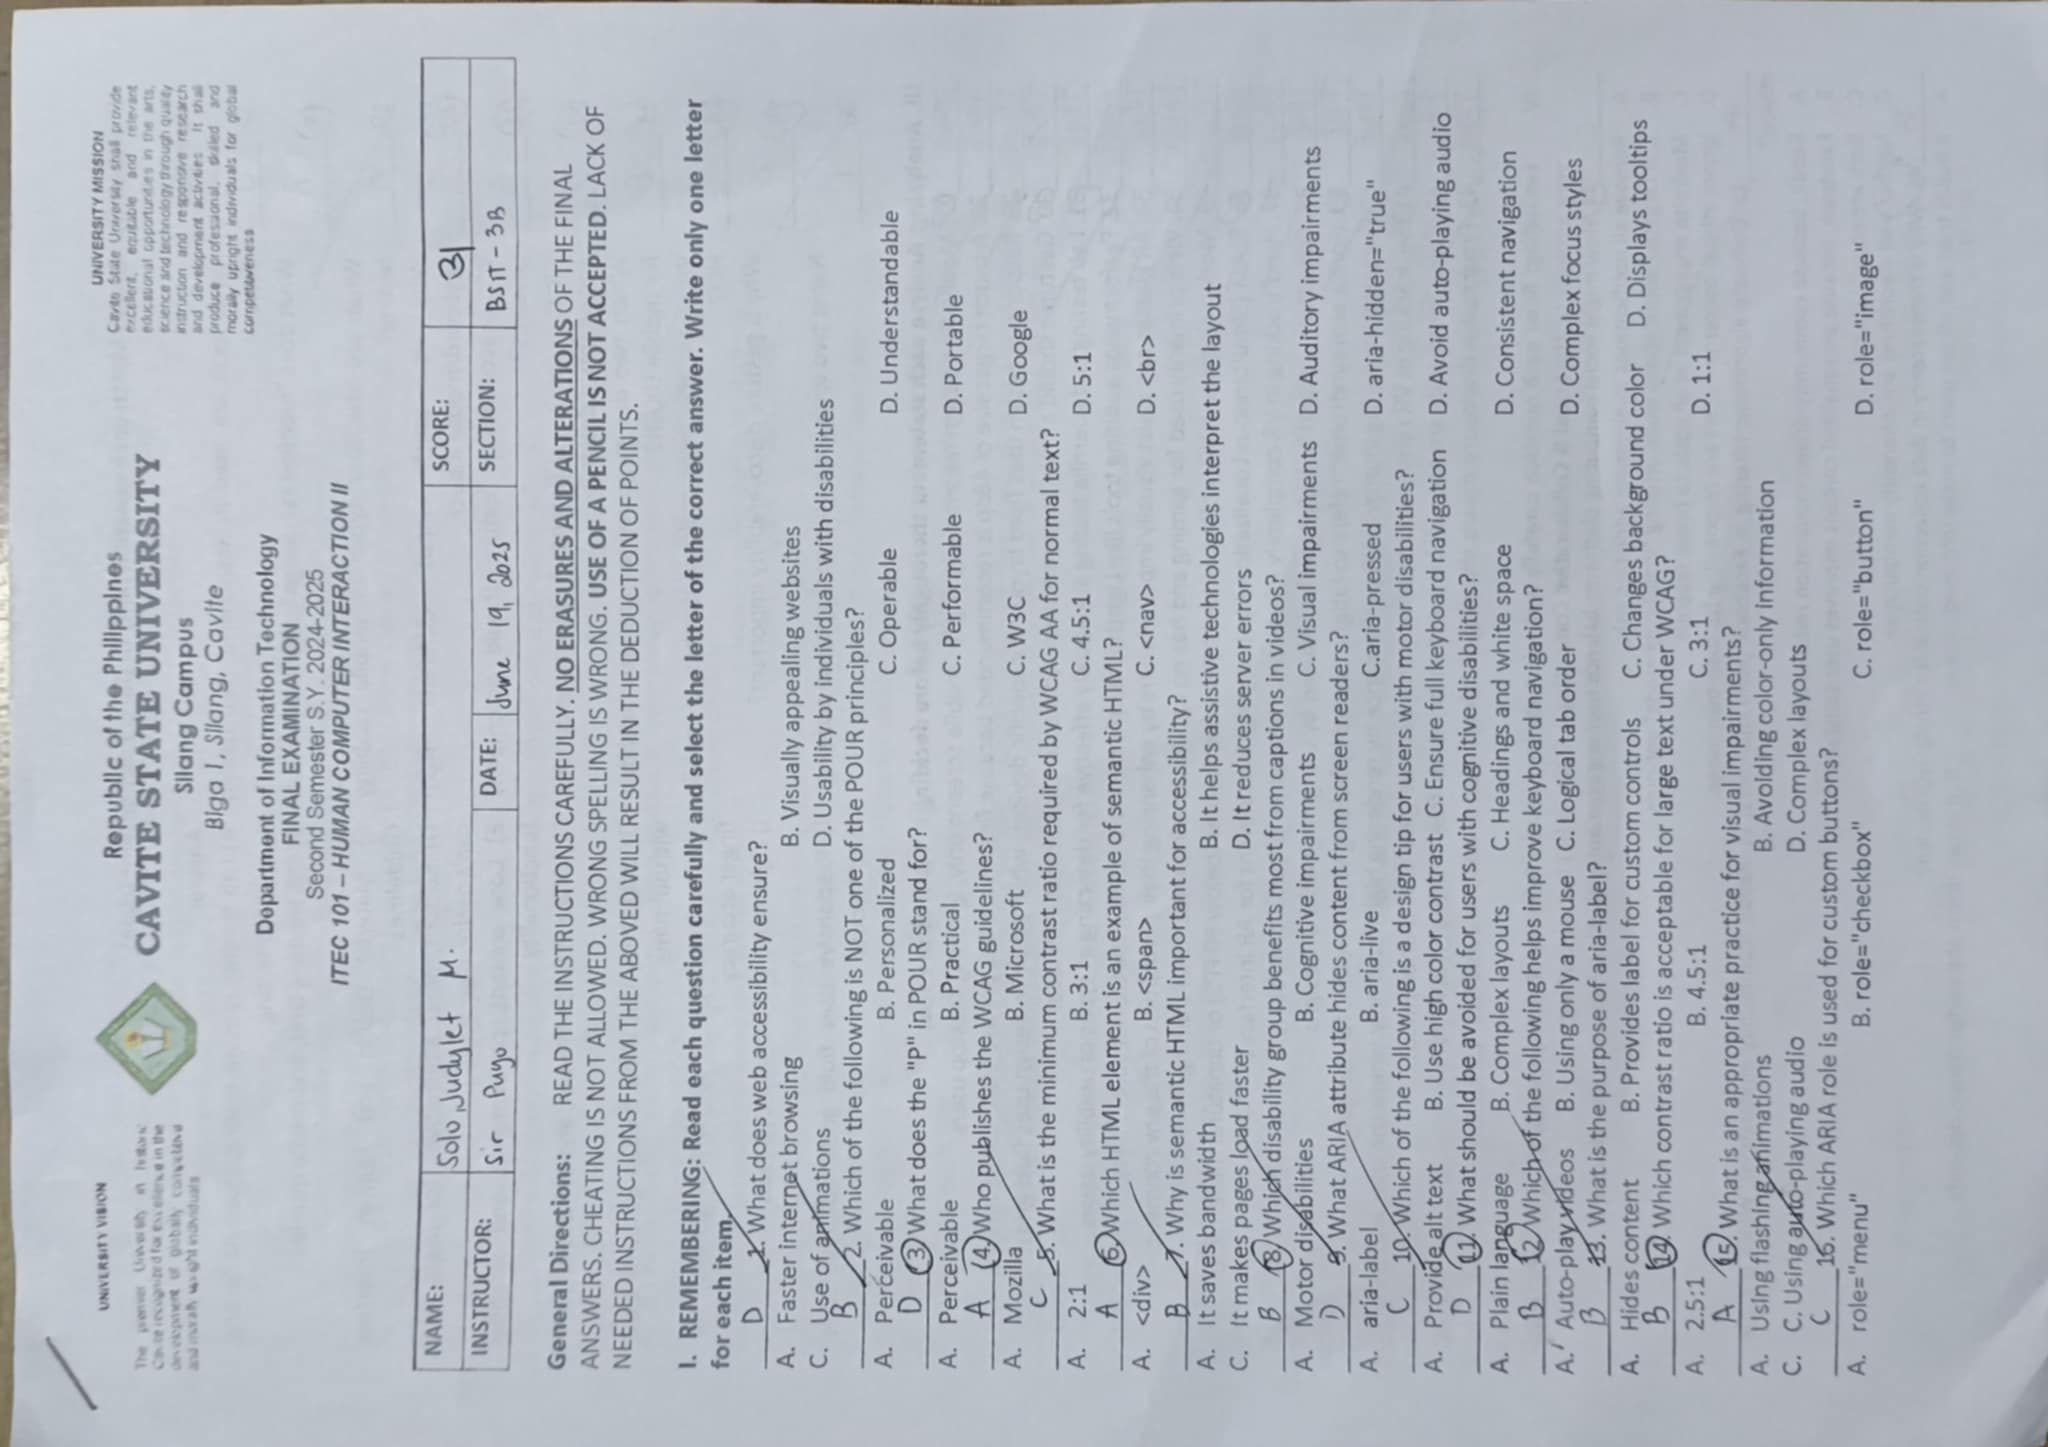 UNIVERSITY VISION
The premier University in historic
Cavite recognized for excellence in the
development of globally competitive
and morally upright individuals
Republic of the Philippines
CAVITE STATE UNIVERSITY
Silang Campus
Biga 1, Silang, Cavite
UNIVERSITY MISSION
Cavite State University shall provide
excellent, equitable and relevant
educational opportunities in the arts,
science and technology through quality
instruction and responsive research
and development activities It shall
produce professional, skilled and
morally upright individuals for global
competitiveness
Department of Information Technology
FINAL EXAMINATION
Second Semester S.Y. 2024-2025
ITEC 101 – HUMAN COMPUTER INTERACTION II
NAME: Solo, Judylet M. SCORE: 31
INSTRUCTOR: Sir Pugo DATE: June 19, 2025 SECTION: BSIT - 3B
General Directions: READ THE INSTRUCTIONS CAREFULLY. NO ERASURES AND ALTERATIONS OF THE FINAL
ANSWERS. CHEATING IS NOT ALLOWED. WRONG SPELLING IS WRONG. USE OF A PENCIL IS NOT ACCEPTED. LACK OF
NEEDED INSTRUCTIONS FROM THE ABOVED WILL RESULT IN THE DEDUCTION OF POINTS.
I. REMEMBERING: Read each question carefully and select the letter of the correct answer. Write only one letter
for each item.
D 1. What does web accessibility ensure?
A. Faster internet browsing B. Visually appealing websites
C. Use of animations D. Usability by individuals with disabilities
B 2. Which of the following is NOT one of the POUR principles?
A. Perceivable B. Personalized C. Operable D. Understandable
D 3. What does the "P" in POUR stand for?
A. Perceivable B. Practical C. Performable D. Portable
A 4. Who publishes the WCAG guidelines?
A. Mozilla B. Microsoft C. W3C D. Google
C 5. What is the minimum contrast ratio required by WCAG AA for normal text?
A. 2:1 B. 3:1 C. 4.5:1 D. 5:1
A 6. Which HTML element is an example of semantic HTML?
A. <div> B. <span> C. <nav> D. <br>
B 7. Why is semantic HTML important for accessibility?
A. It saves bandwidth B. It helps assistive technologies interpret the layout
C. It makes pages load faster D. It reduces server errors
B 8. Which disability group benefits most from captions in videos?
A. Motor disabilities B. Cognitive impairments C. Visual impairments D. Auditory impairments
D 9. What ARIA attribute hides content from screen readers?
A. aria-label B. aria-live C.aria-pressed D. aria-hidden="true"
C 10. Which of the following is a design tip for users with motor disabilities?
A. Provide alt text B. Use high color contrast C. Ensure full keyboard navigation D. Avoid auto-playing audio
D 11. What should be avoided for users with cognitive disabilities?
A. Plain language B. Complex layouts C. Headings and white space D. Consistent navigation
B 12. Which of the following helps improve keyboard navigation?
A. Auto-play videos B. Using only a mouse C. Logical tab order D. Complex focus styles
B 13. What is the purpose of aria-label?
A. Hides content B. Provides label for custom controls C. Changes background color D. Displays tooltips
B 14. Which contrast ratio is acceptable for large text under WCAG?
A. 2.5:1 B. 4.5:1 C. 3:1 D. 1:1
A 15. What is an appropriate practice for visual impairments?
A. Using flashing animations B. Avoiding color-only information
C. C. Using auto-playing audio D. Complex layouts
C 16. Which ARIA role is used for custom buttons?
A. role="menu" B. role="checkbox" C. role="button" D. role="image"